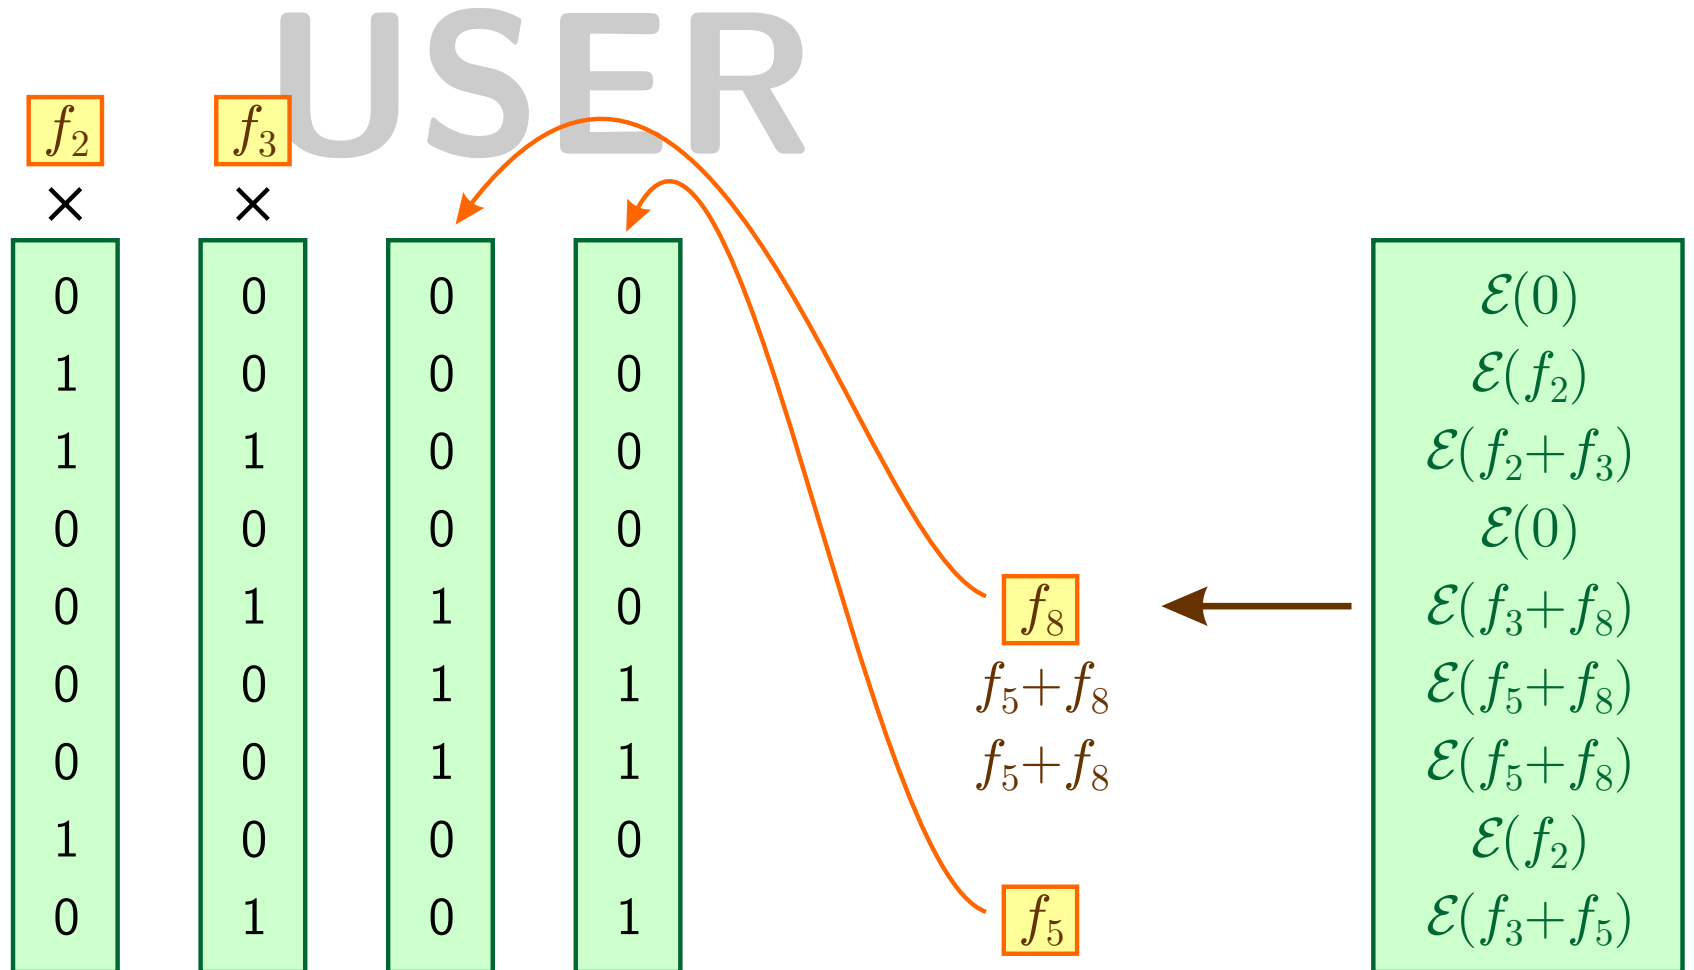 USER
f₂ f₃
× ×
0 0 0 0 ℰ(0)
1 0 0 0 ℰ(f₂)
1 1 0 0 ℰ(f₂+f₃)
0 0 0 0 ℰ(0)
0 1 1 0 f₈ ℰ(f₃+f₈)
0 0 1 1 f₅+f₈ ℰ(f₅+f₈)
0 0 1 1 f₅+f₈ ℰ(f₅+f₈)
1 0 0 0 ℰ(f₂)
0 1 0 1 f₅ ℰ(f₃+f₅)